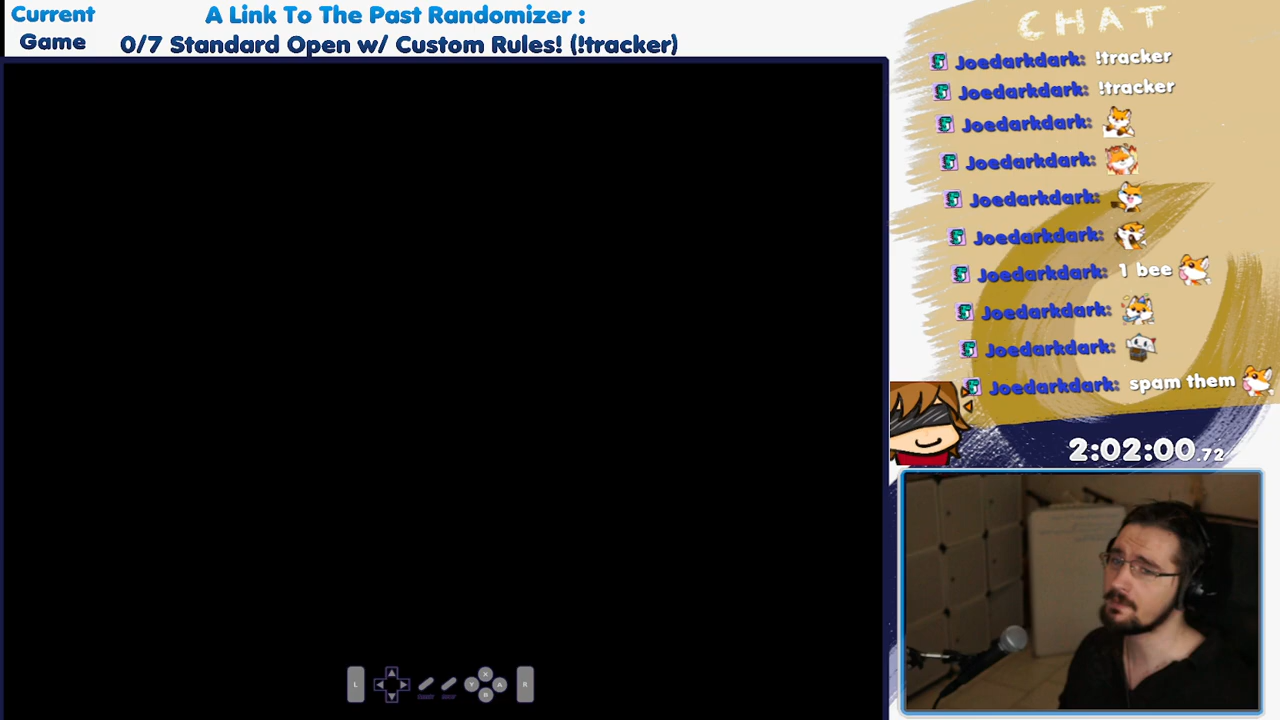 Current
Game
A Link To The Past Randomizer :
0/7 Standard Open w/ Custom Rules! (!tracker)
CHAT
Joedarkdark: !tracker
Joedarkdark: !tracker
Joedarkdark:
Joedarkdark:
Joedarkdark:
Joedarkdark:
Joedarkdark: 1 bee
Joedarkdark:
Joedarkdark:
Joedarkdark: spam them
2:02:00.72
L
X
Y
A
B
R